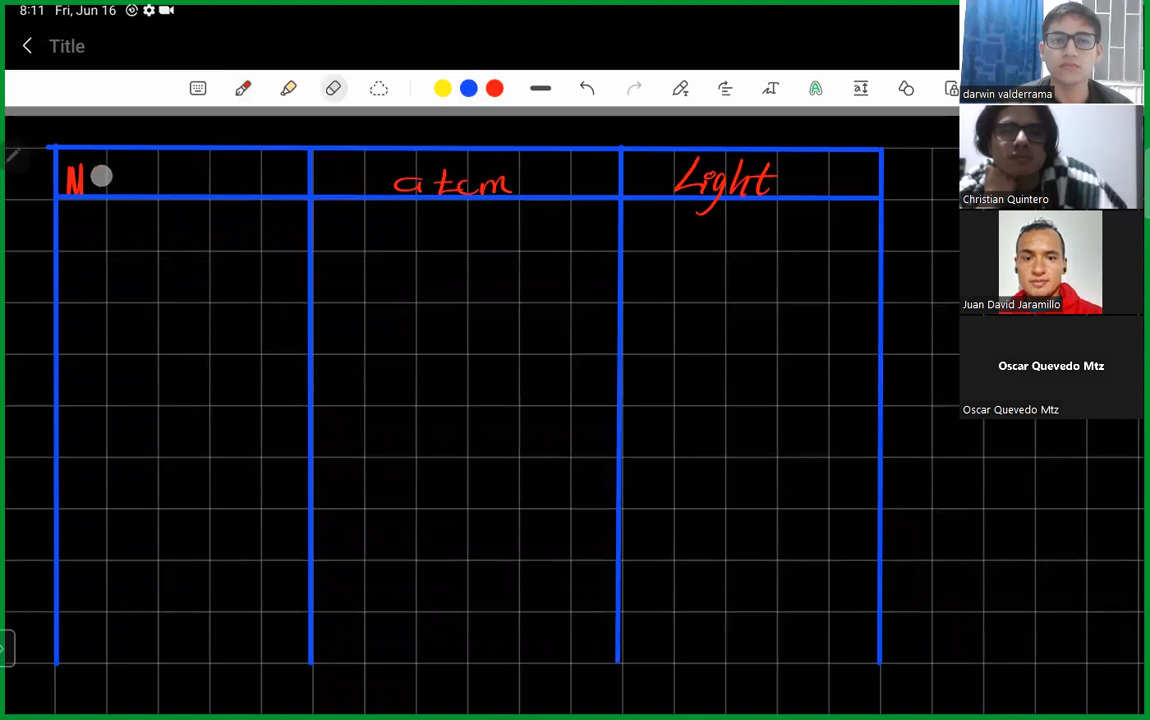 8:11 Fri, Jun 16
Title
N atom Light
darwin valderrama
Christian Quintero
Juan David Jaramillo
Oscar Quevedo Mtz
Oscar Quevedo Mtz